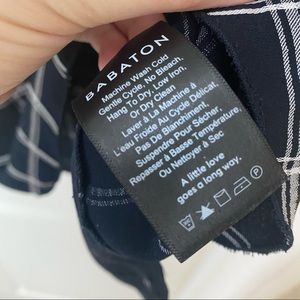 BABATON
Machine Wash Cold
Gentle Cycle. No Bleach.
Hang To Dry. Low Iron.
Or Dry Clean
Laver À La Machine À
L'eau Froide Au Cycle Délicat.
Pas De Blanchiment.
Suspendre Pour Sécher,
Repasser À Basse Température,
Ou Nettoyer À Sec
A little love
goes a long way.